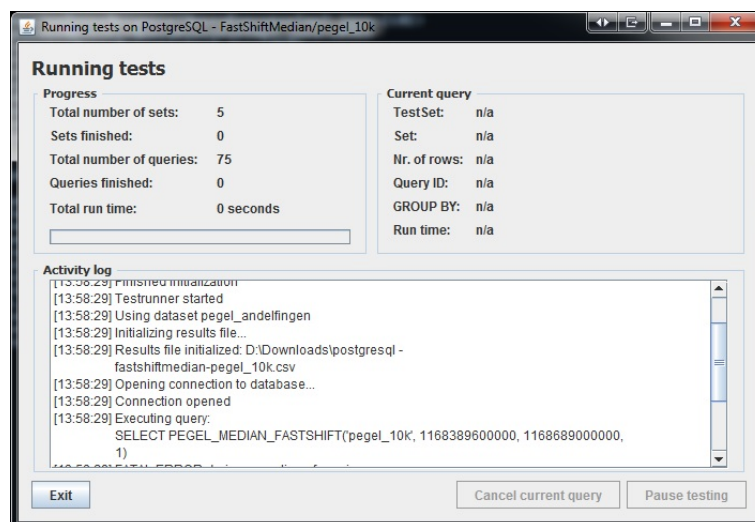 Running tests on PostgreSQL - FastShiftMedian/pegel_10k
Running tests
Progress
Total number of sets: 5
Sets finished: 0
Total number of queries: 75
Queries finished: 0
Total run time: 0 seconds
Current query
TestSet: n/a
Set: n/a
Nr. of rows: n/a
Query ID: n/a
GROUP BY: n/a
Run time: n/a
Activity log
[13:58:29] Finished initialization
[13:58:29] Testrunner started
[13:58:29] Using dataset pegel_andelfingen
[13:58:29] Initializing results file...
[13:58:29] Results file initialized: D:\Downloads\postgresql -
fastshiftmedian-pegel_10k.csv
[13:58:29] Opening connection to database...
[13:58:29] Connection opened
[13:58:29] Executing query:
SELECT PEGEL_MEDIAN_FASTSHIFT('pegel_10k', 1168389600000, 1168689000000,
1)
Exit
Cancel current query
Pause testing